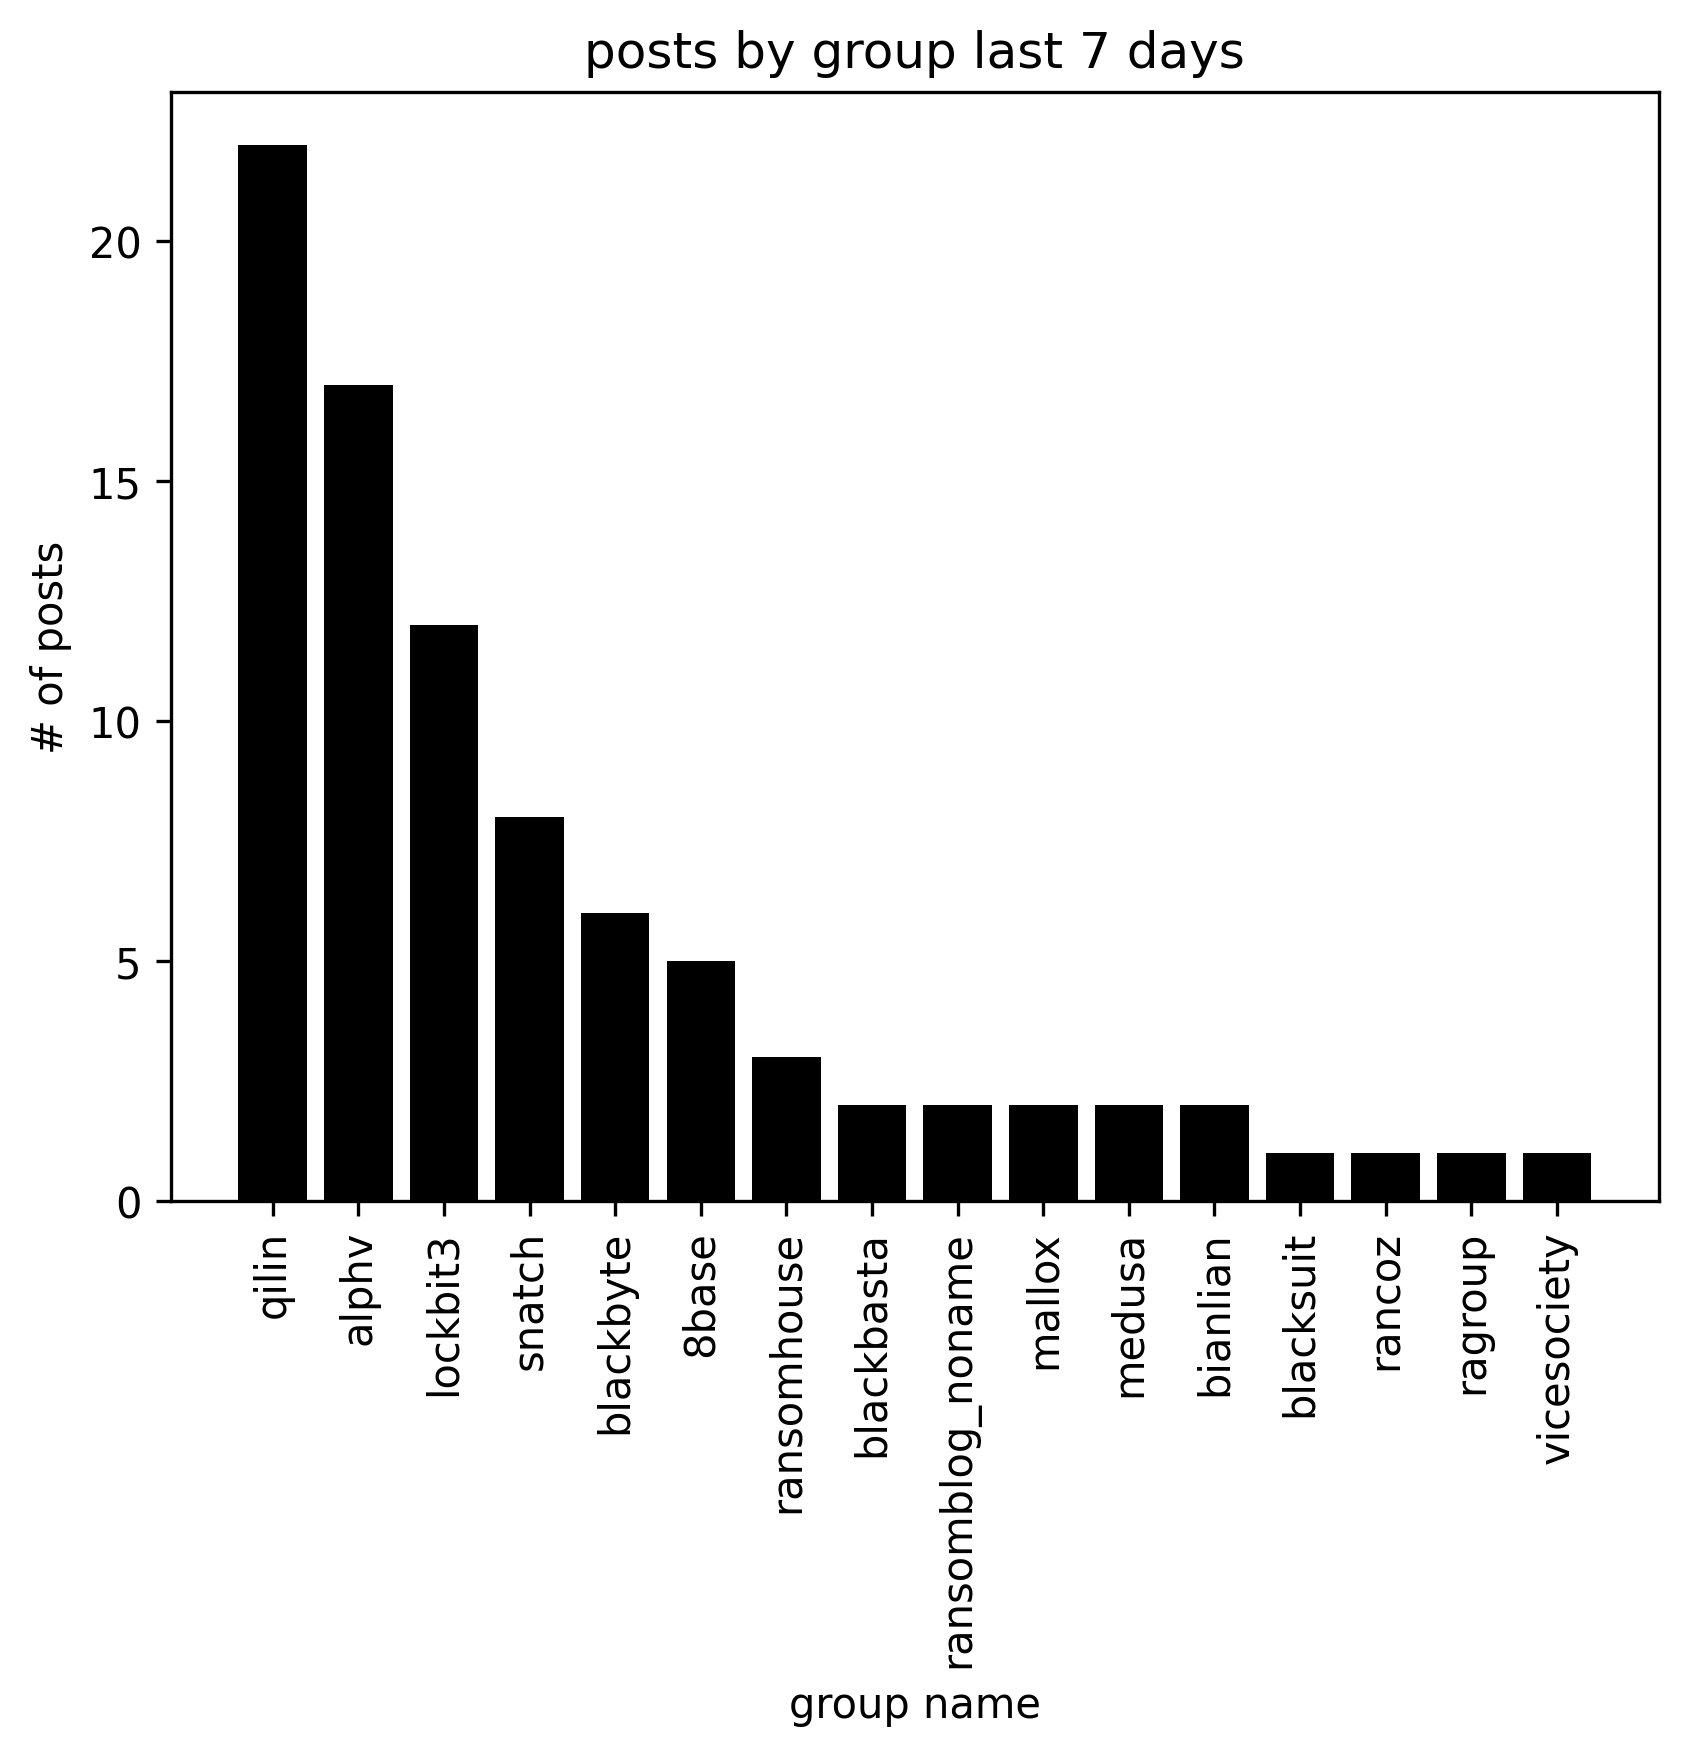 posts by group last 7 days
# of posts
20
15
10
5
0
qilin
alphv
lockbit3
snatch
blackbyte
8base
ransomhouse
blackbasta
ransomblog_noname
mallox
medusa
bianlian
blacksuit
rancoz
ragroup
vicesociety
group name